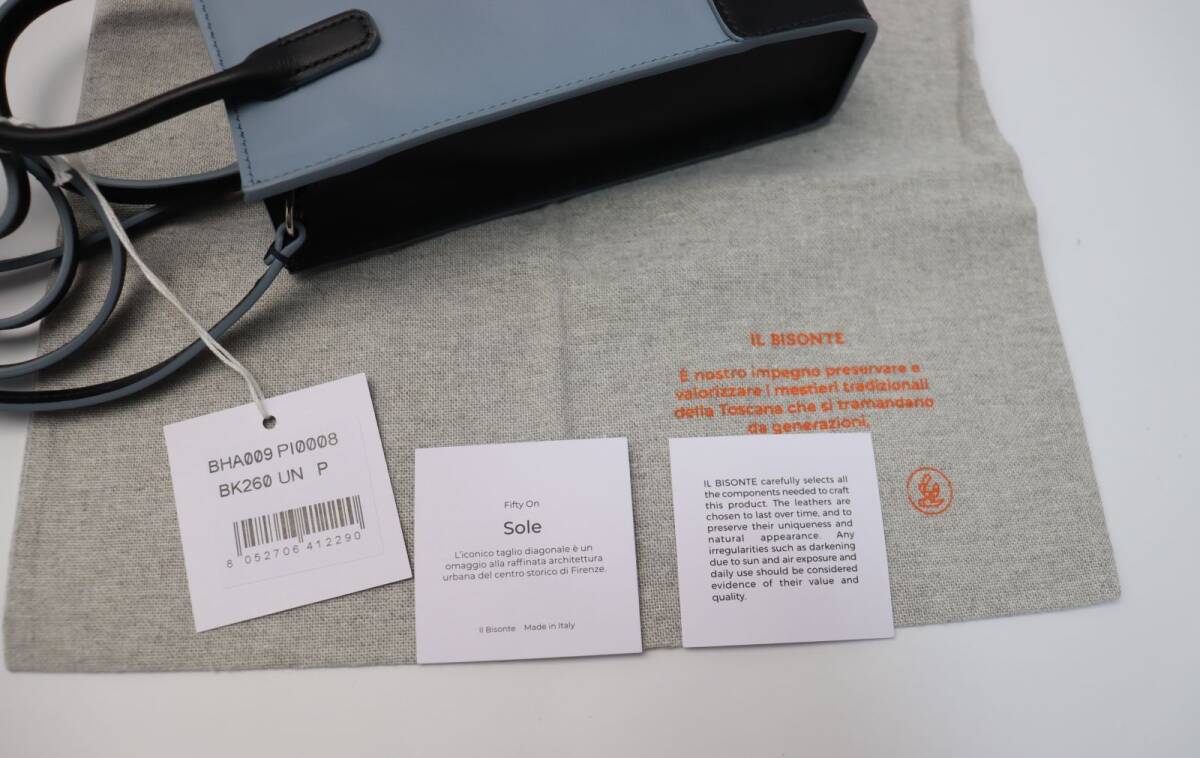 IL BISONTE
È nostro impegno preservare e
valorizzare i mestieri tradizionali
della Toscana che si tramandano
da generazioni.
BHA009 PI0008
BK260 UN P
8 052706 412290
Fifty On
Sole
L'iconico taglio diagonale è un
omaggio alla raffinata architettura
urbana del centro storico di Firenze.
Il Bisonte Made in Italy
IL BISONTE carefully selects all
the components needed to craft
this product. The leathers are
chosen to last over time, and to
preserve their uniqueness and
natural appearance. Any
irregularities such as darkening
due to sun and air exposure and
daily use should be considered
evidence of their value and
quality.